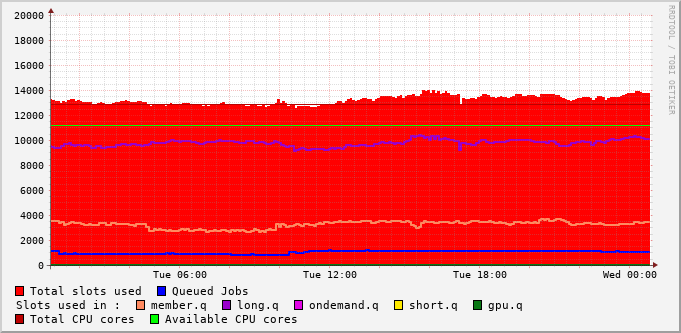 RRDTOOL / TOBI OETIKER
20000
18000
16000
14000
12000
10000
8000
6000
4000
2000
0
Tue 06:00 Tue 12:00 Tue 18:00 Wed 00:00
Total slots used Queued Jobs
Slots used in : member.q long.q ondemand.q short.q gpu.q
Total CPU cores Available CPU cores